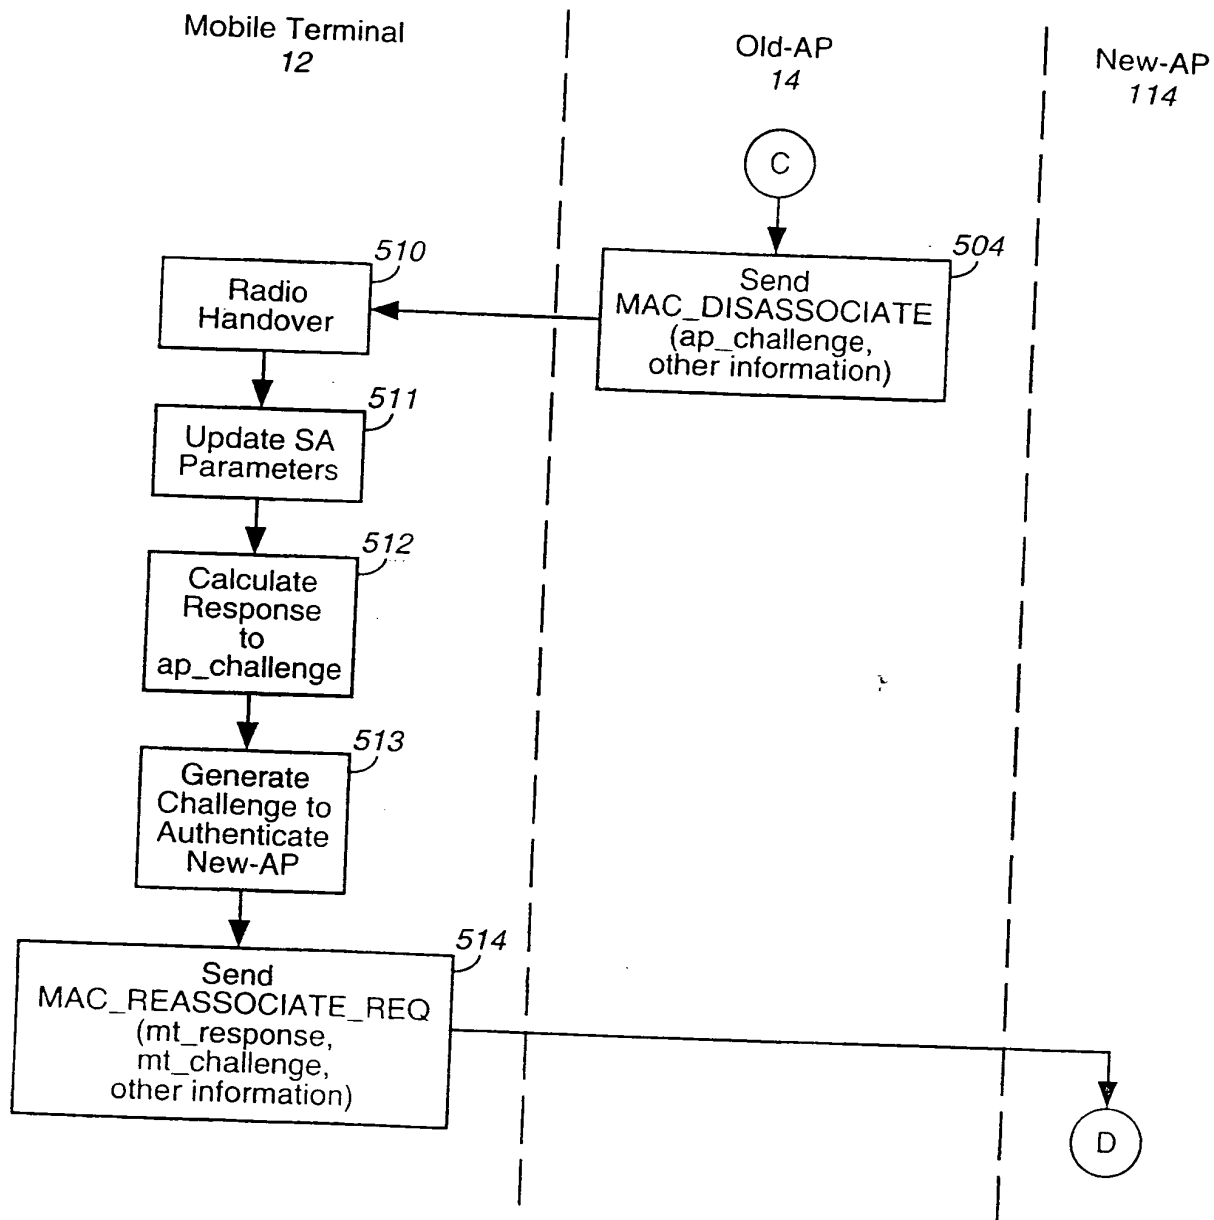 Mobile Terminal
12
Old-AP
14
New-AP
114
C
504
Send
MAC_DISASSOCIATE
(ap_challenge,
other information)
510
Radio
Handover
511
Update SA
Parameters
512
Calculate
Response
to
ap_challenge
513
Generate
Challenge to
Authenticate
New-AP
514
Send
MAC_REASSOCIATE_REQ
(mt_response,
mt_challenge,
other information)
D